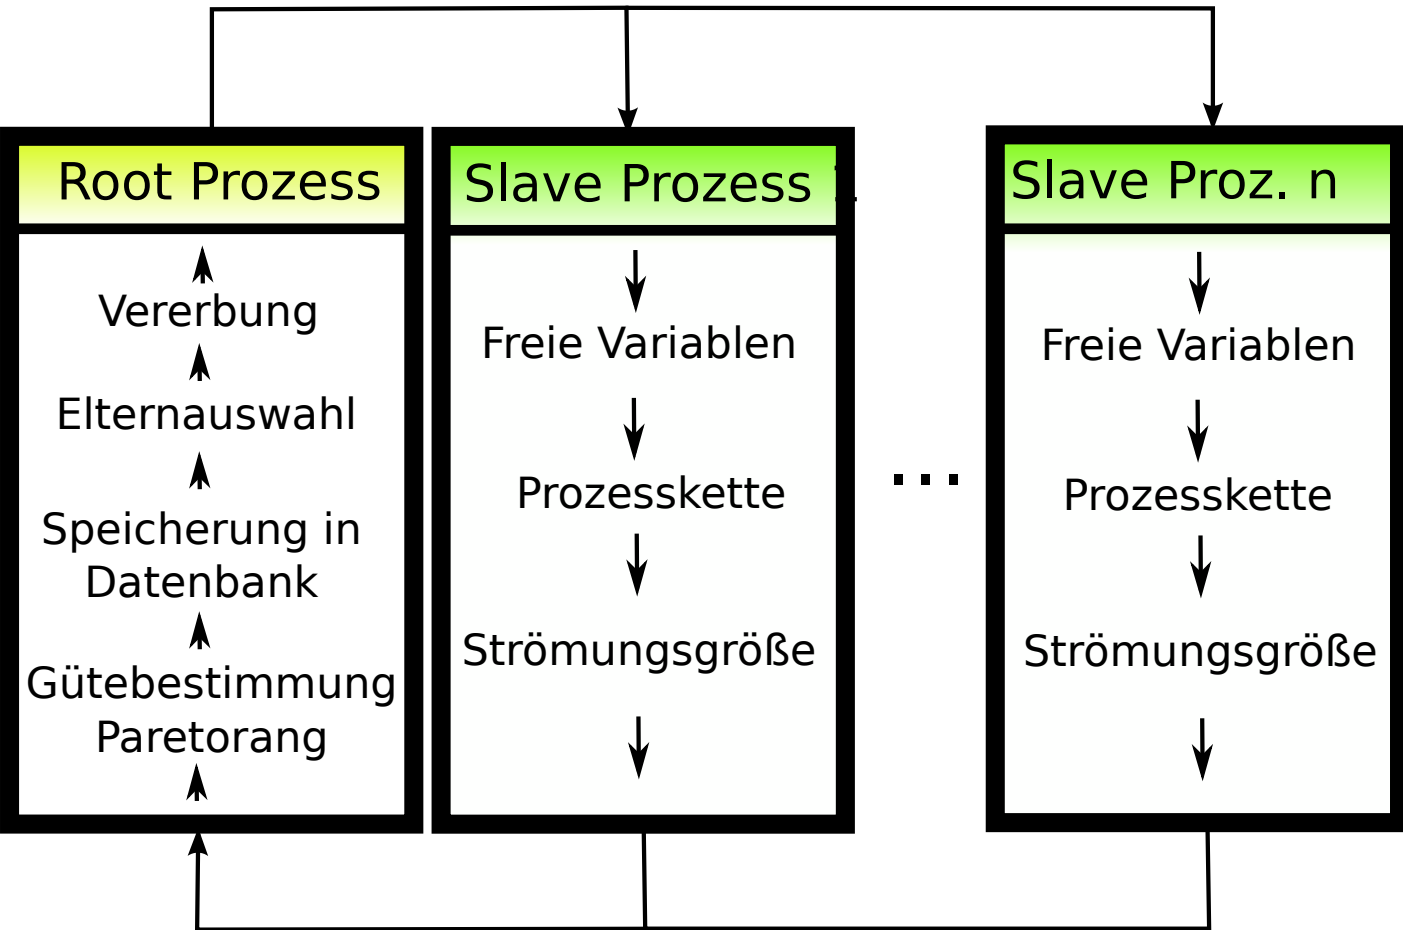 Root Prozess
Vererbung
Elternauswahl
Speicherung in
Datenbank
Gütebestimmung
Paretorang
Slave Prozess 1
Freie Variablen
Prozesskette
Strömungsgröße
...
Slave Proz. n
Freie Variablen
Prozesskette
Strömungsgröße